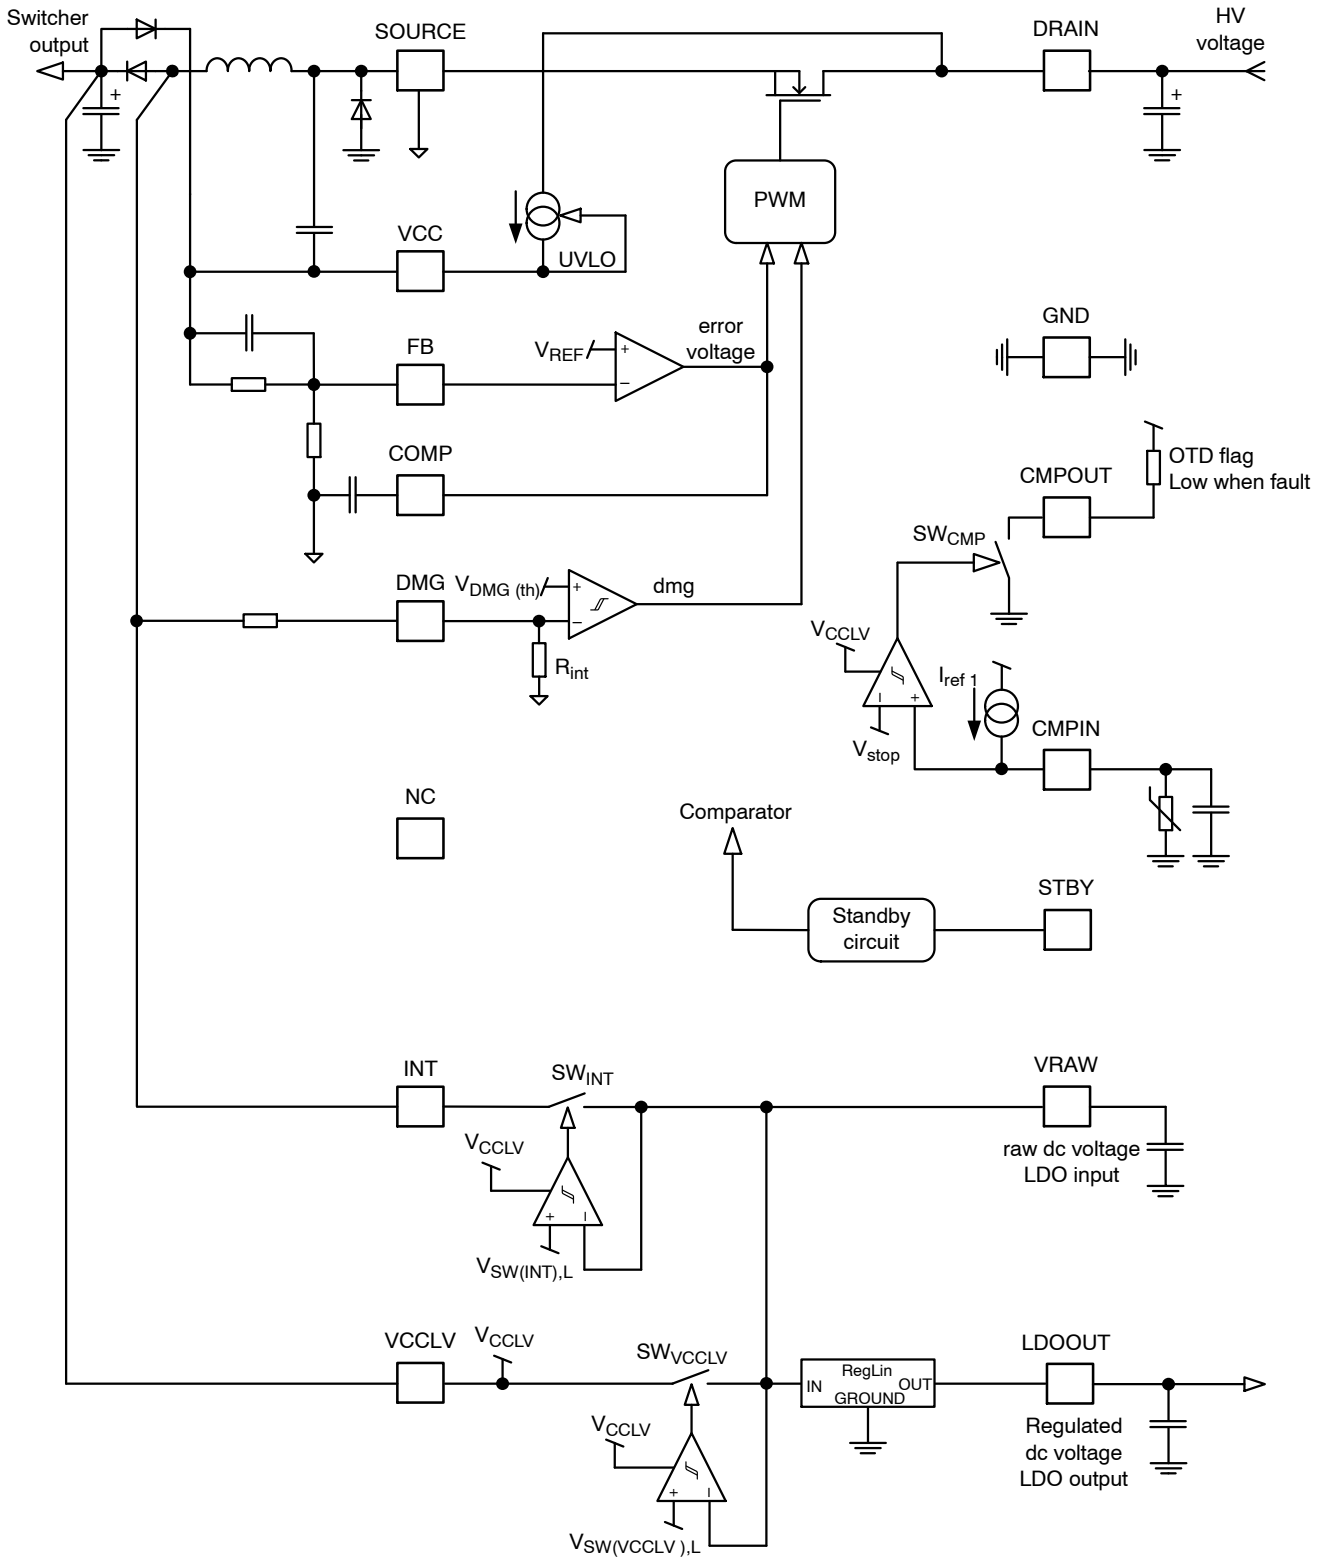 Switcher
output
SOURCE
DRAIN
HV
voltage
+
+
PWM
VCC
UVLO
GND
FB
VREF
+
−
error
voltage
COMP
CMPOUT
OTD flag
Low when fault
SWCMP
DMG
VDMG (th)
+
−
dmg
Rint
VCCLV
−
+
Vstop
Iref 1
CMPIN
NC
Comparator
STBY
Standby
circuit
INT
SWINT
VRAW
raw dc voltage
LDO input
VCCLV
+
−
VSW(INT),L
VCCLV
VCCLV
SWVCCLV
LDOOUT
RegLin
IN
OUT
GROUND
Regulated
dc voltage
LDO output
VCCLV
+
−
VSW(VCCLV ),L